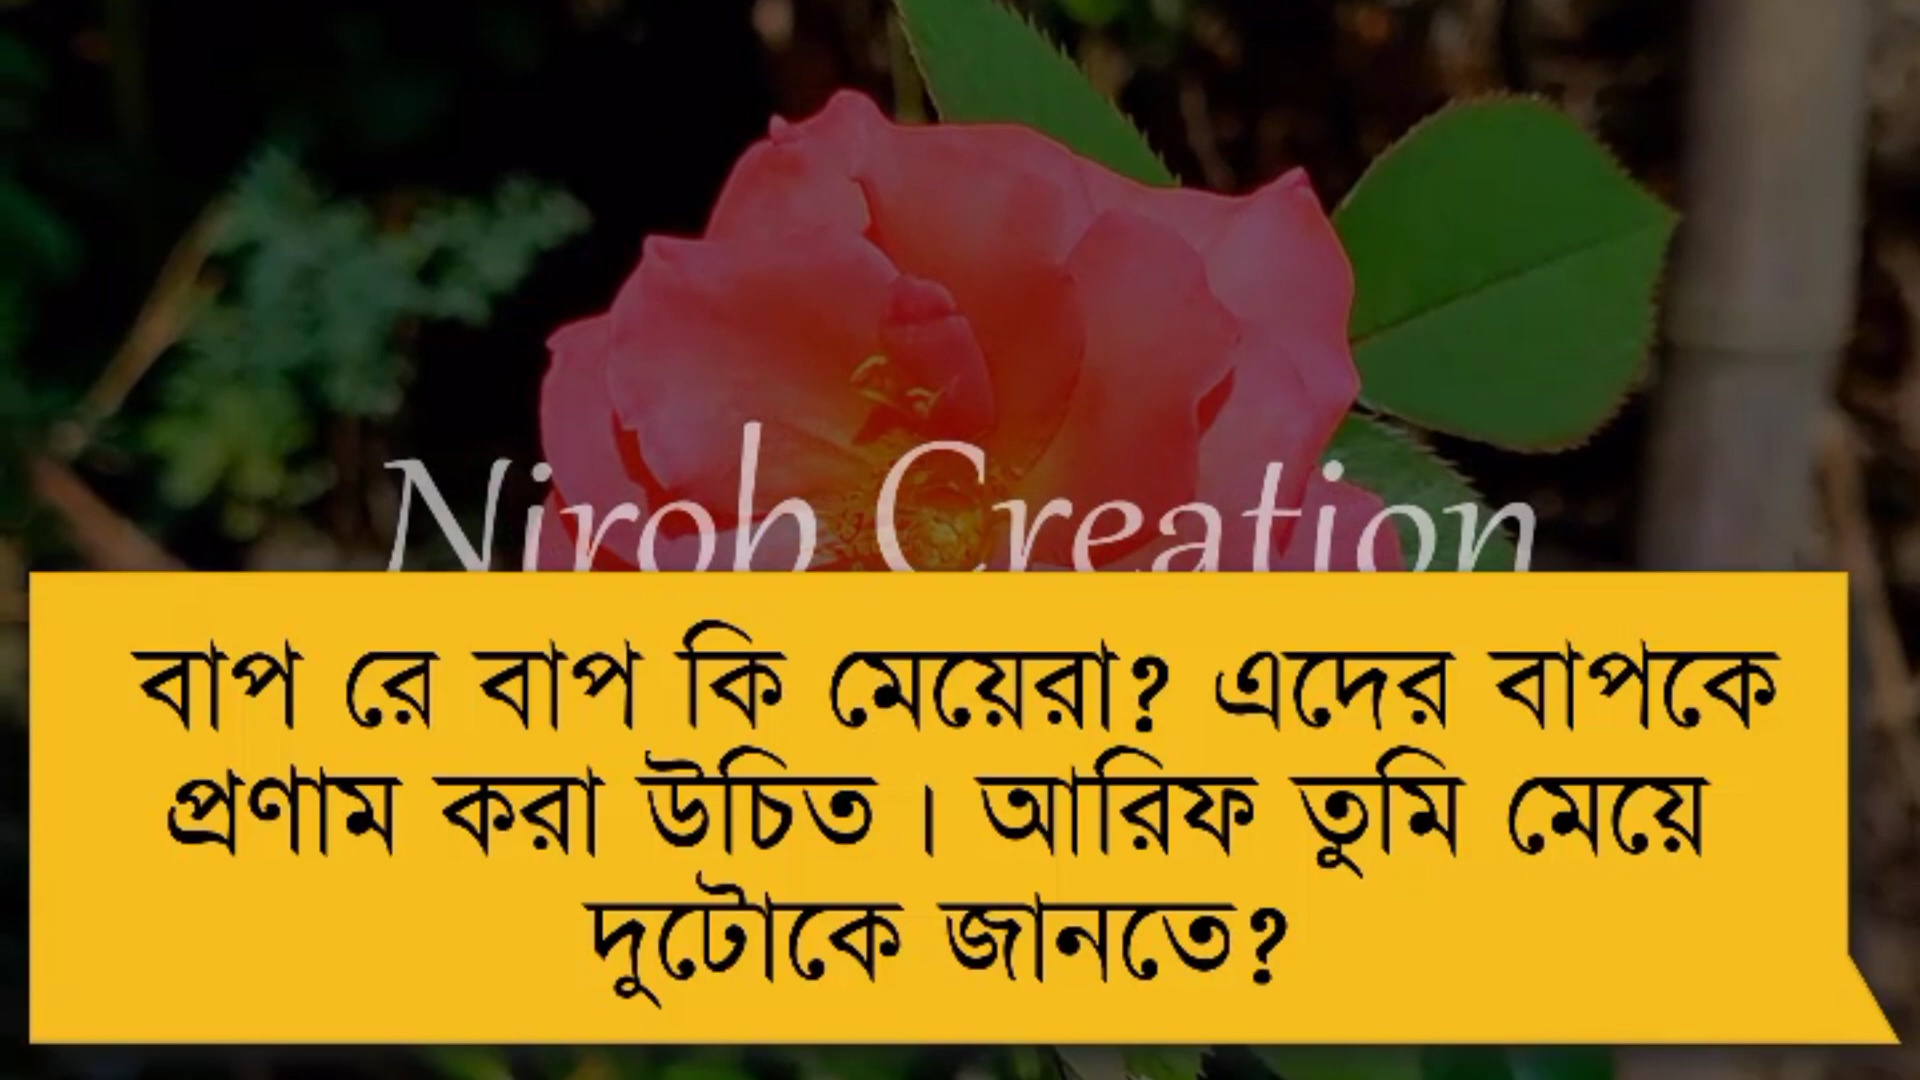 Nirob Creation
বাপ রে বাপ কি মেয়েরা? এদের বাপকে
প্রণাম করা উচিত । আরিফ তুমি মেয়ে
দুটোকে জানতে?